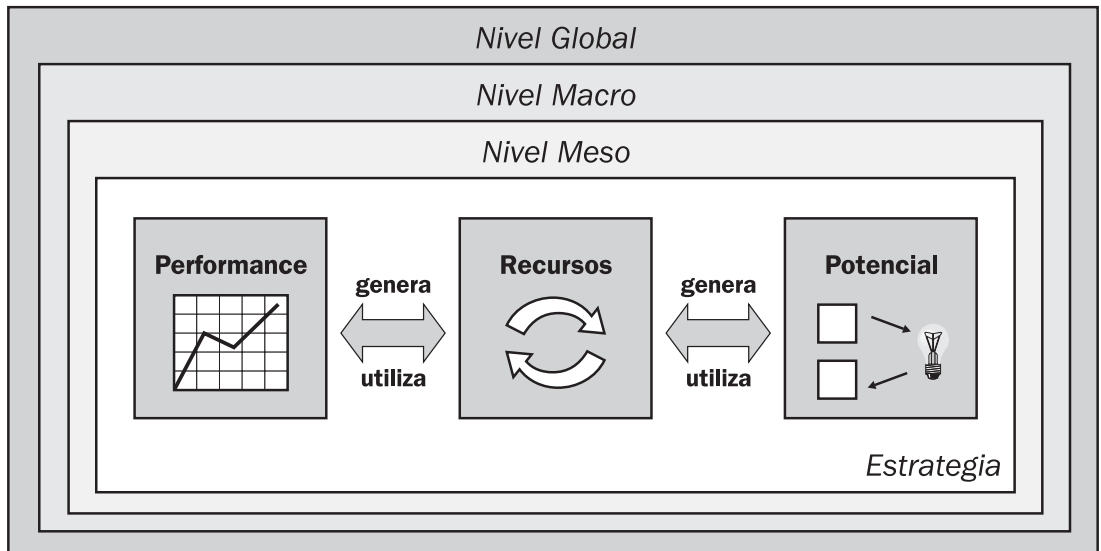 Nivel Global
Nivel Macro
Nivel Meso
Performance
genera
utiliza
Recursos
genera
utiliza
Potencial
Estrategia